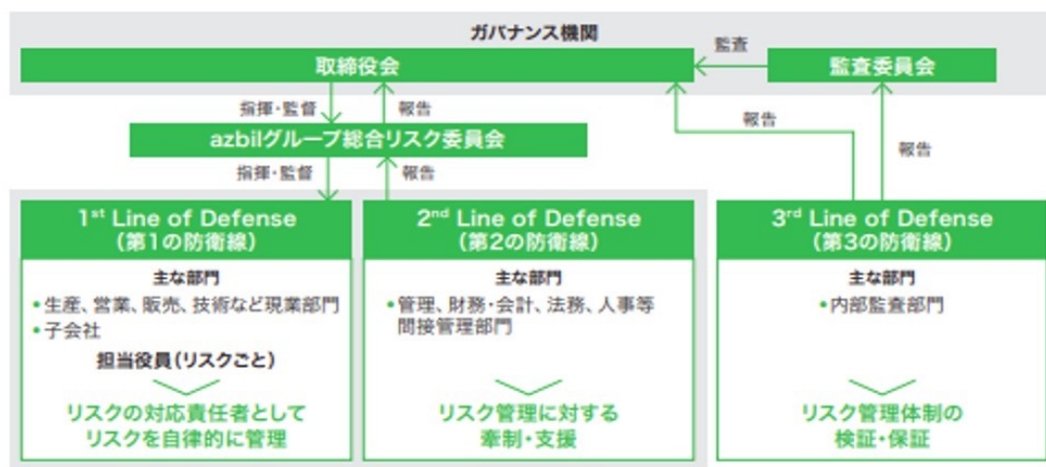 ガバナンス機関
取締役会
監査
監査委員会
指揮・監督
報告
報告
報告
azbilグループ総合リスク委員会
指揮・監督
報告
1st Line of Defense
（第1の防衛線）
主な部門
•生産、営業、販売、技術など現業部門
•子会社
担当役員（リスクごと）
リスクの対応責任者として
リスクを自律的に管理
2nd Line of Defense
（第2の防衛線）
主な部門
•管理、財務・会計、法務、人事等
間接管理部門
リスク管理に対する
牽制・支援
3rd Line of Defense
（第3の防衛線）
主な部門
•内部監査部門
リスク管理体制の
検証・保証